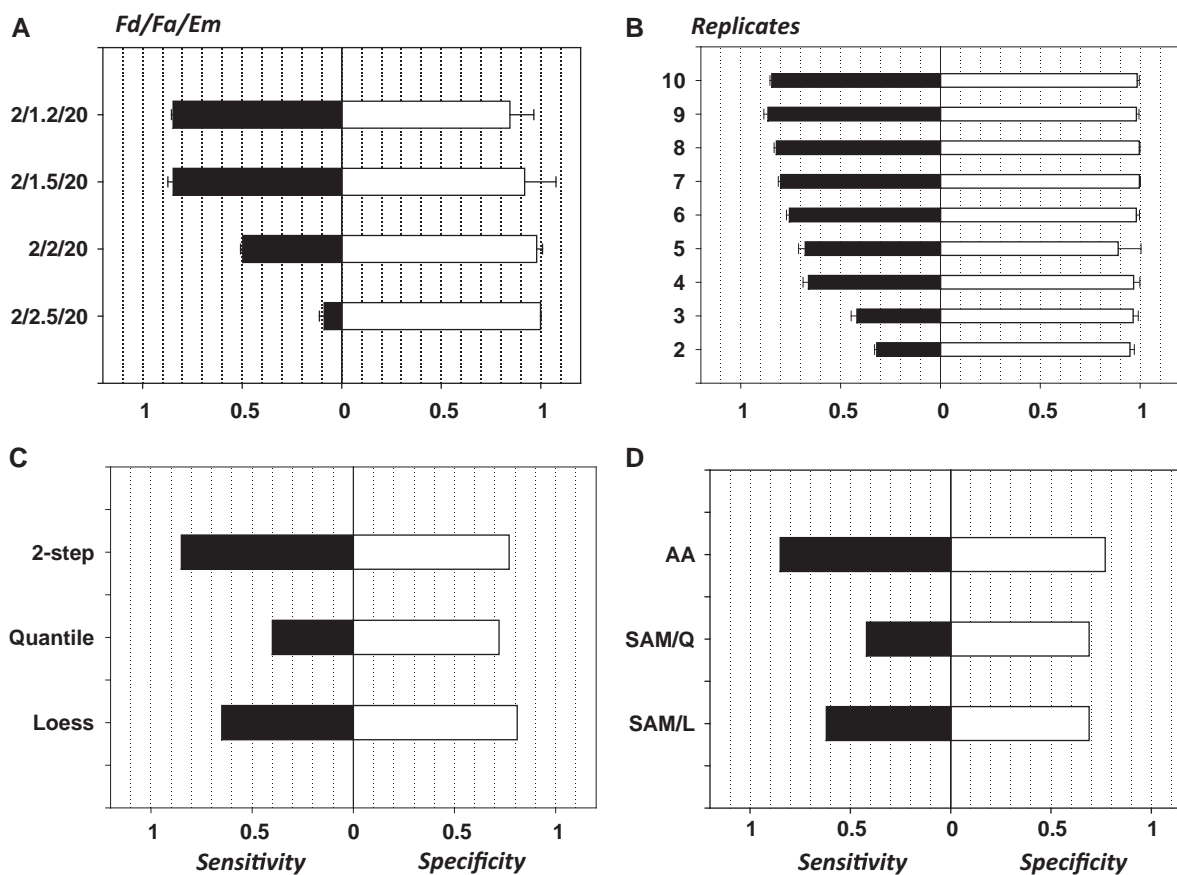 A Fd/Fa/Em
2/1.2/20
2/1.5/20
2/2/20
2/2.5/20
1 0.5 0 0.5 1
B Replicates
10
9
8
7
6
5
4
3
2
1 0.5 0 0.5 1
C
2-step
Quantile
Loess
1 0.5 0 0.5 1
Sensitivity Specificity
D
AA
SAM/Q
SAM/L
1 0.5 0 0.5 1
Sensitivity Specificity